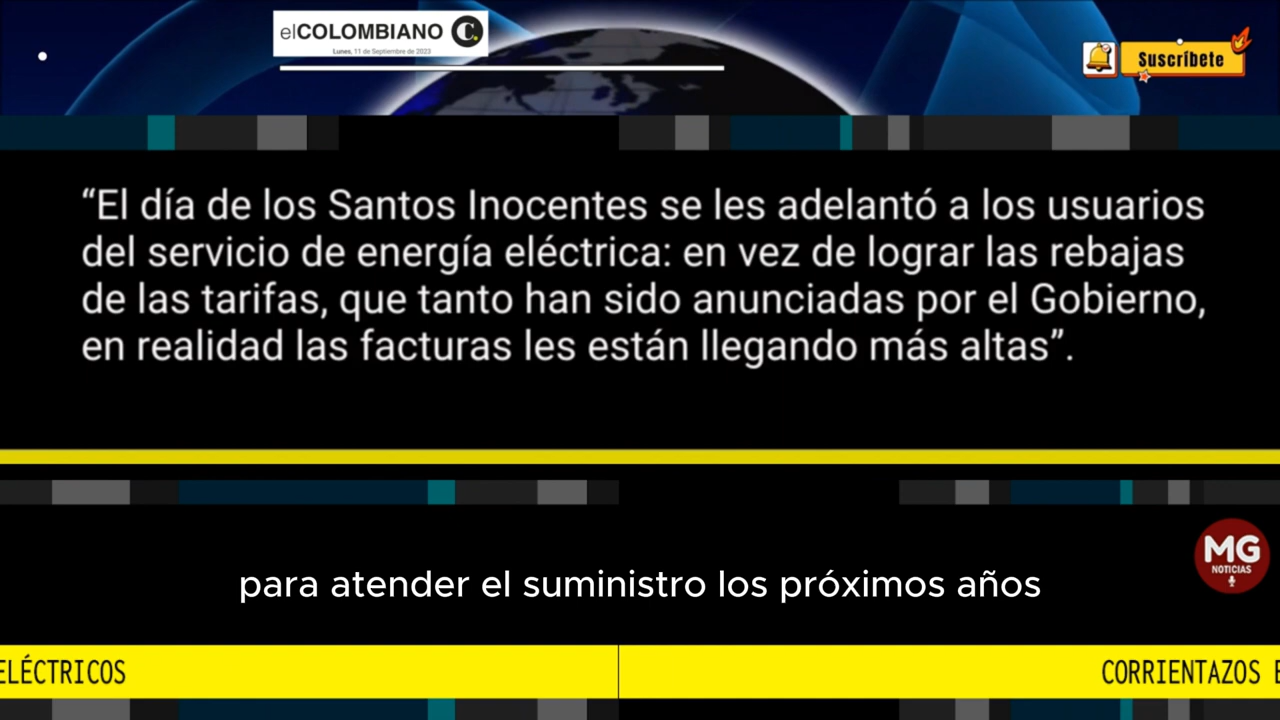 elCOLOMBIANO C.
Lunes, 11 de Septiembre de 2023
Suscríbete
“El día de los Santos Inocentes se les adelantó a los usuarios
del servicio de energía eléctrica: en vez de lograr las rebajas
de las tarifas, que tanto han sido anunciadas por el Gobierno,
en realidad las facturas les están llegando más altas”.
MG
NOTICIAS
para atender el suministro los próximos años
ELÉCTRICOS
CORRIENTAZOS E